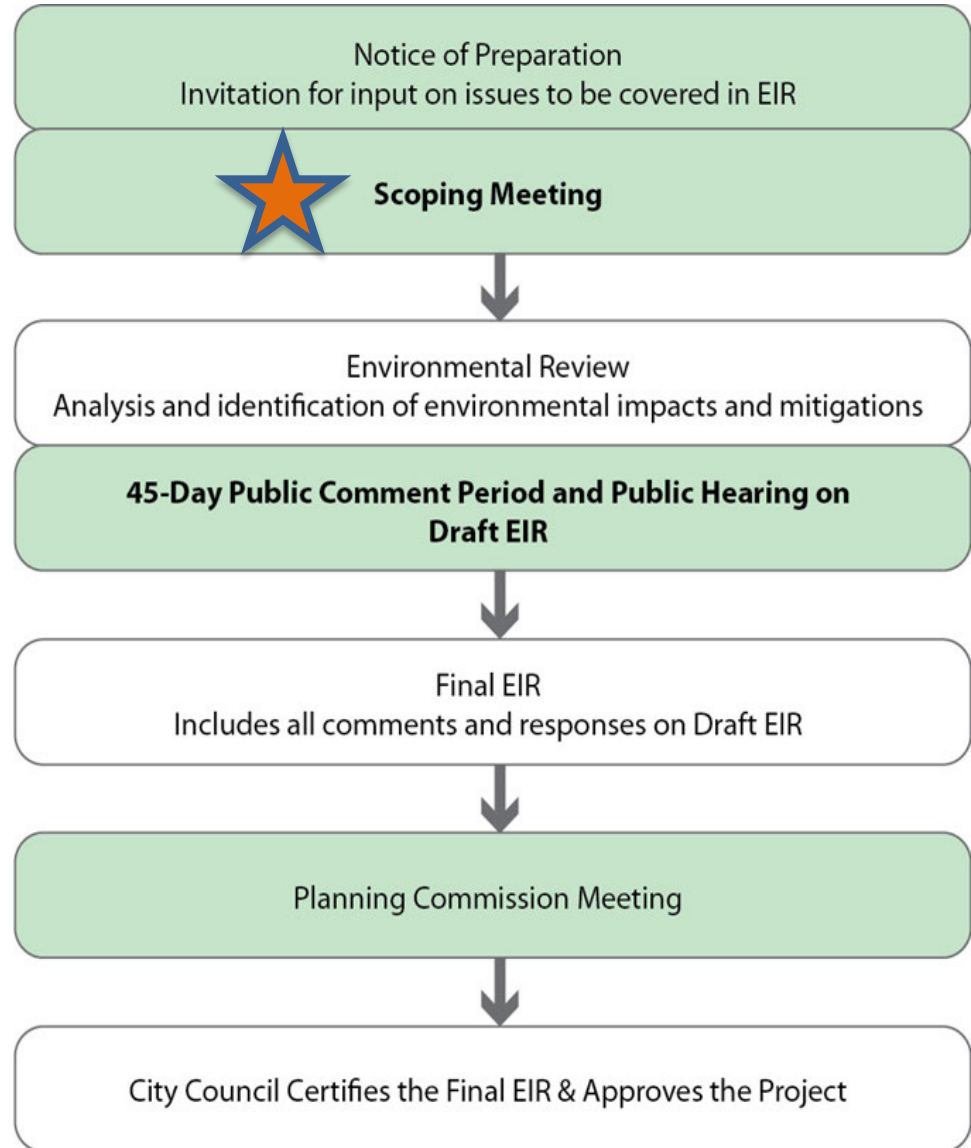 Notice of Preparation
Invitation for input on issues to be covered in EIR
Scoping Meeting
Environmental Review
Analysis and identification of environmental impacts and mitigations
45-Day Public Comment Period and Public Hearing on
Draft EIR
Final EIR
Includes all comments and responses on Draft EIR
Planning Commission Meeting
City Council Certifies the Final EIR & Approves the Project